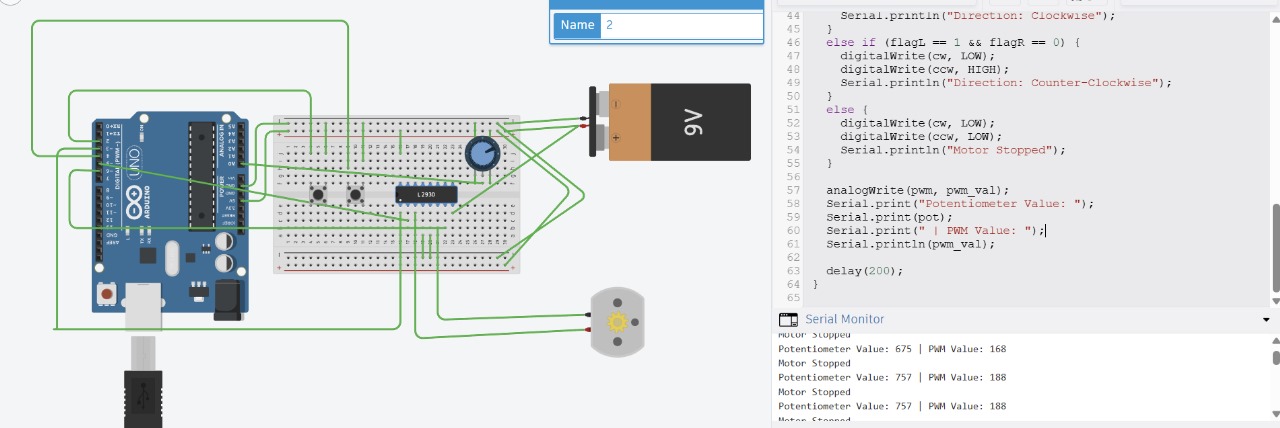 Name 2
9V
DIGITAL (PWM~)
UNO
ARDUINO
ANALOG IN
POWER
L293D
44 Serial.println("Direction: Clockwise");
45 }
46 else if (flagL == 1 && flagR == 0) {
47 digitalWrite(cw, LOW);
48 digitalWrite(ccw, HIGH);
49 Serial.println("Direction: Counter-Clockwise");
50 }
51 else {
52 digitalWrite(cw, LOW);
53 digitalWrite(ccw, LOW);
54 Serial.println("Motor Stopped");
55 }
56
57 analogWrite(pwm, pwm_val);
58 Serial.print("Potentiometer Value: ");
59 Serial.print(pot);
60 Serial.print(" | PWM Value: ");
61 Serial.println(pwm_val);
62
63 delay(200);
64 }
65
Serial Monitor
Motor Stopped
Potentiometer Value: 675 | PWM Value: 168
Motor Stopped
Potentiometer Value: 757 | PWM Value: 188
Motor Stopped
Potentiometer Value: 757 | PWM Value: 188
Motor Stopped